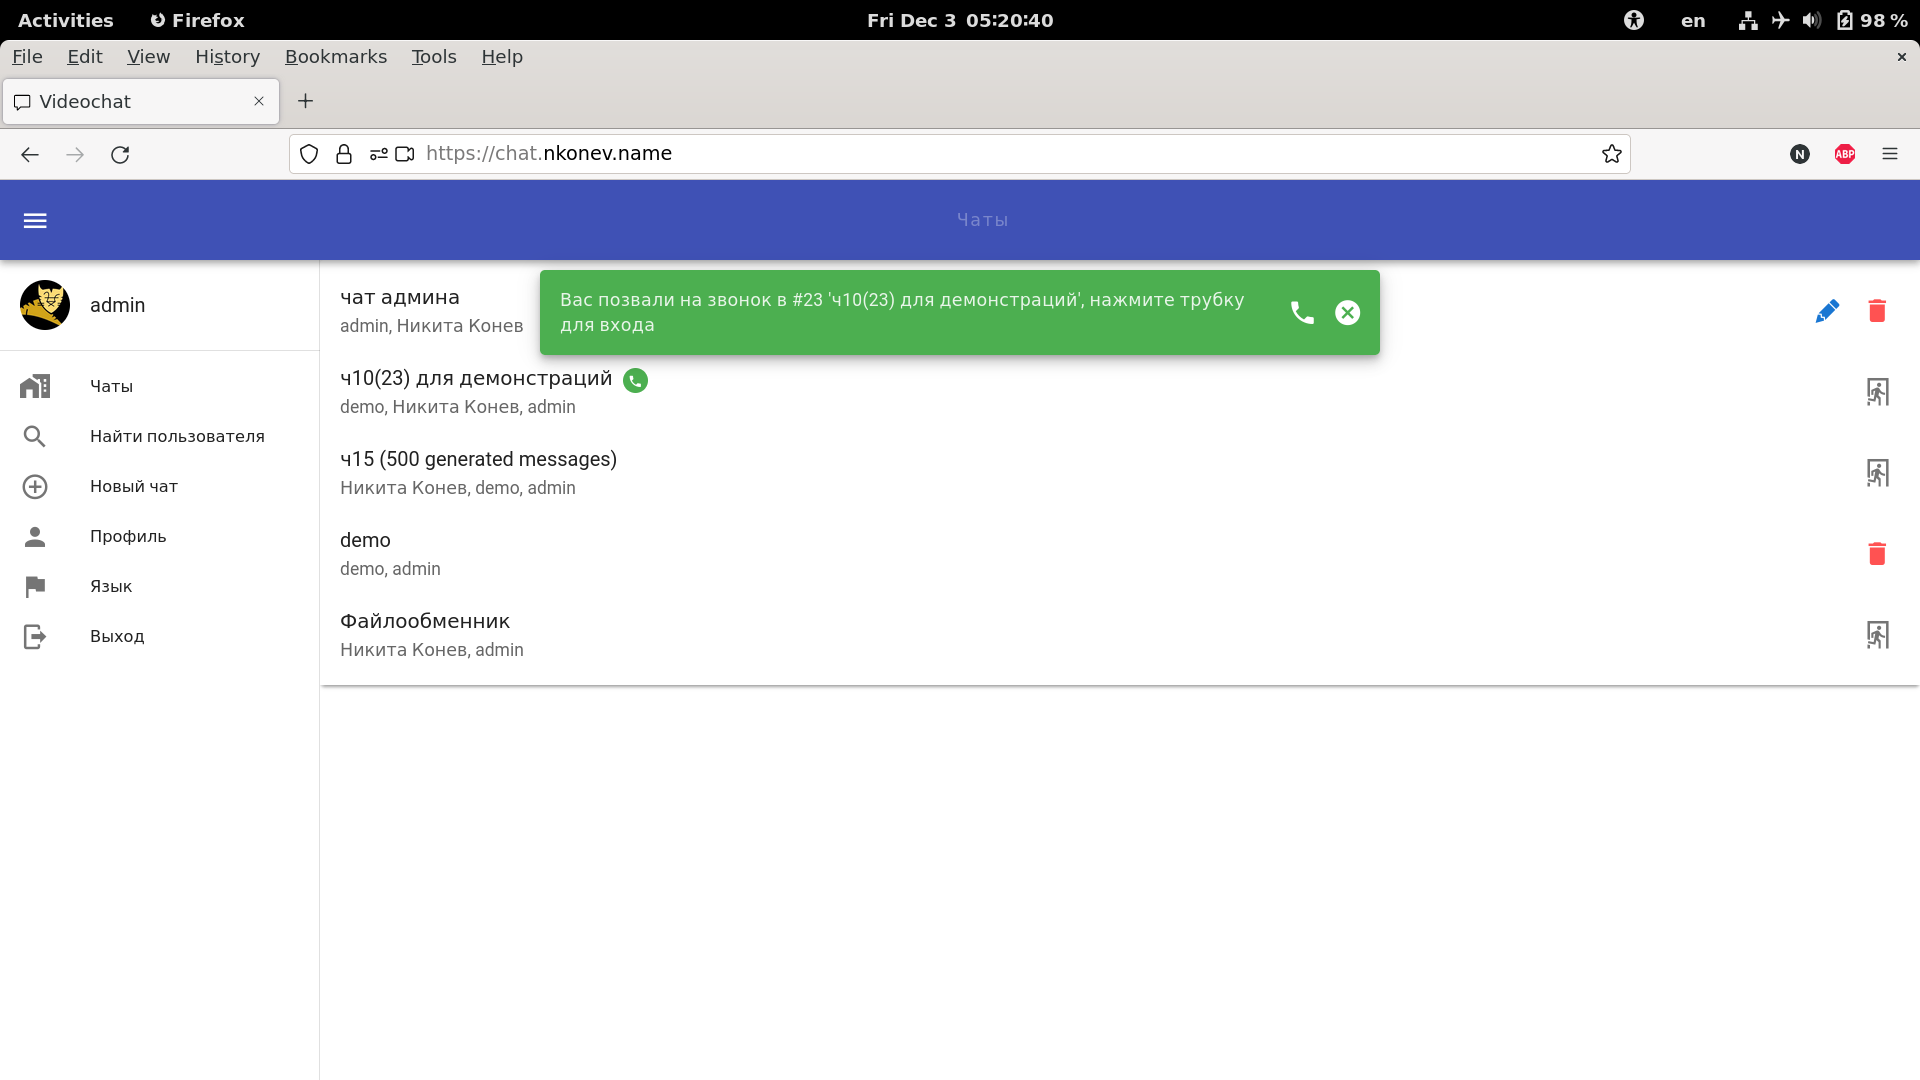 Activities Firefox Fri Dec 3 05:20:40 en 98 %
File Edit View History Bookmarks Tools Help
Videochat
https://chat.nkonev.name N ABP
Чаты
admin
Чаты
Найти пользователя
Новый чат
Профиль
Язык
Выход
Вас позвали на звонок в #23 'ч10(23) для демонстраций', нажмите трубку
для входа
чат админа
admin, Никита Конев
ч10(23) для демонстраций
demo, Никита Конев, admin
ч15 (500 generated messages)
Никита Конев, demo, admin
demo
demo, admin
Файлообменник
Никита Конев, admin